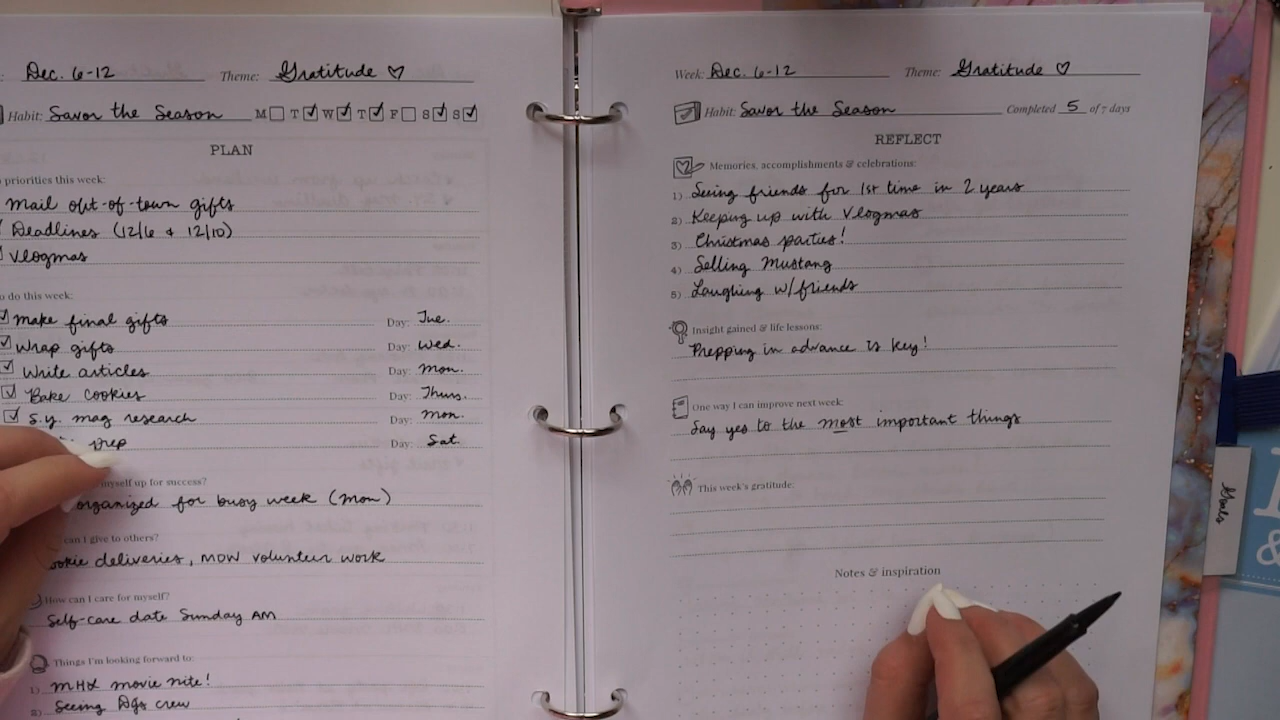 Dec. 6-12 Theme: Gratitude ♡
Habit: Savor the Season M☐ T☑ W☑ T☑ F☐ S☑ S☑
PLAN
priorities this week:
Mail out-of-town gifts
Deadlines (12/6 & 12/10)
Vlogmas
do this week:
☑ Make final gifts Day: Tue.
☑ Wrap gifts Day: Wed.
☑ Write articles Day: Mon.
☑ Bake cookies Day: Thurs.
☑ S.Y. mag research Day: Mon.
prep Day: Sat.
myself up for success?
organized for busy week (Mon)
can I give to others?
cookie deliveries, MDW volunteer work
How can I care for myself?
Self-care date Sunday AM
Things I'm looking forward to:
1) movie nite!
2) Seeing crew
Week: Dec. 6-12 Theme: Gratitude ♡
Habit: Savor the Season Completed 5 of 7 days
REFLECT
Memories, accomplishments & celebrations:
1) Seeing friends for 1st time in 2 years
2) Keeping up with Vlogmas
3) Christmas parties!
4) Selling Mustang
5) Laughing w/friends
Insight gained & life lessons:
Prepping in advance is key!
One way I can improve next week:
Say yes to the most important things
This week's gratitude:
Notes & inspiration
Goals
&